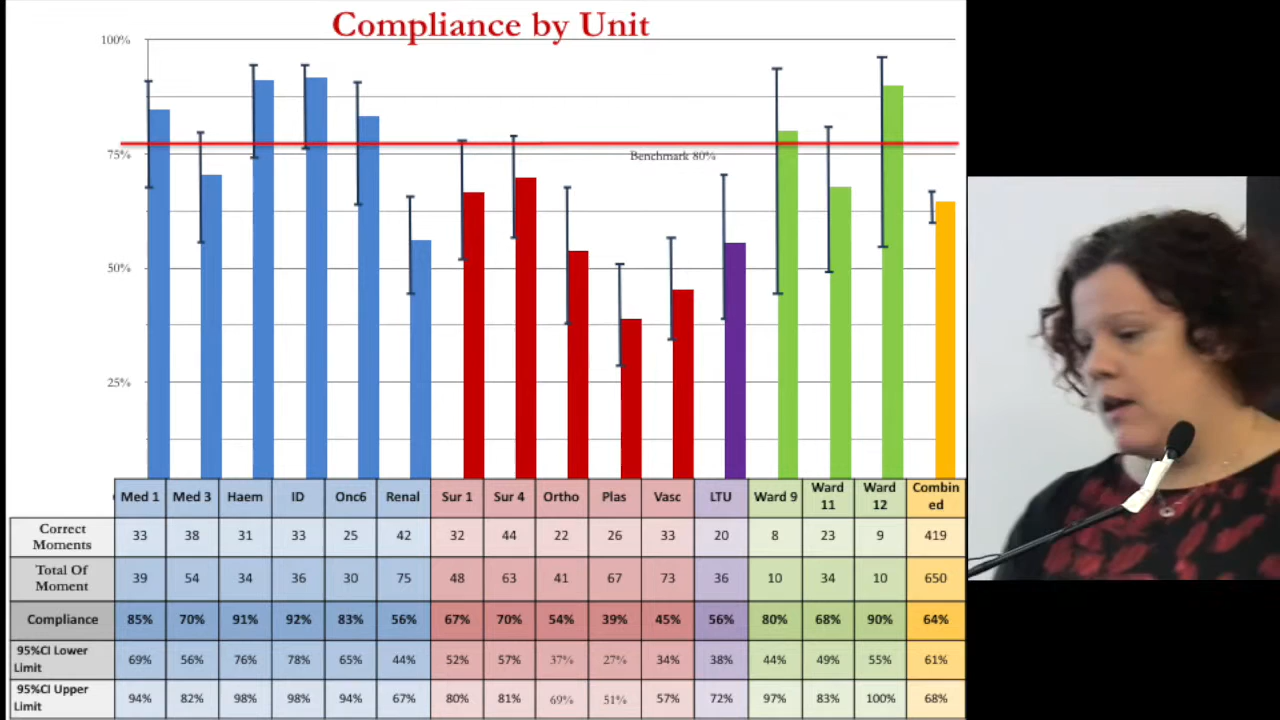 Compliance by Unit
100%
75%
Benchmark 80%
50%
25%
Med 1 Med 3 Haem ID Onc6 Renal Sur 1 Sur 4 Ortho Plas Vasc LTU Ward 9 Ward 11 Ward 12 Combin ed
Correct Moments 33 38 31 33 25 42 32 44 22 26 33 20 8 23 9 419
Total Of Moment 39 54 34 36 30 75 48 63 41 67 73 36 10 34 10 650
Compliance 85% 70% 91% 92% 83% 56% 67% 70% 54% 39% 45% 56% 80% 68% 90% 64%
95%CI Lower Limit 69% 56% 76% 78% 65% 44% 52% 57% 37% 27% 34% 38% 44% 49% 55% 61%
95%CI Upper Limit 94% 82% 98% 98% 94% 67% 80% 81% 69% 51% 57% 72% 97% 83% 100% 68%